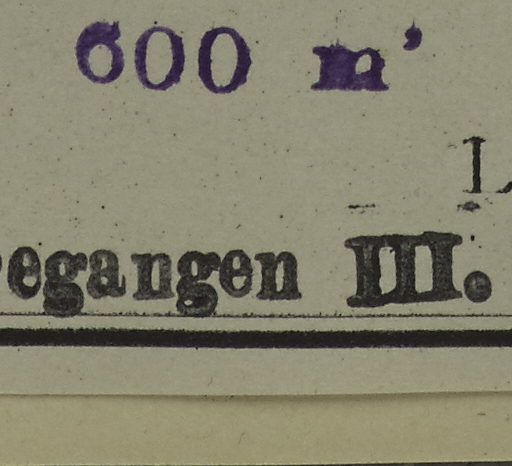 600 m'
L
egangen III.